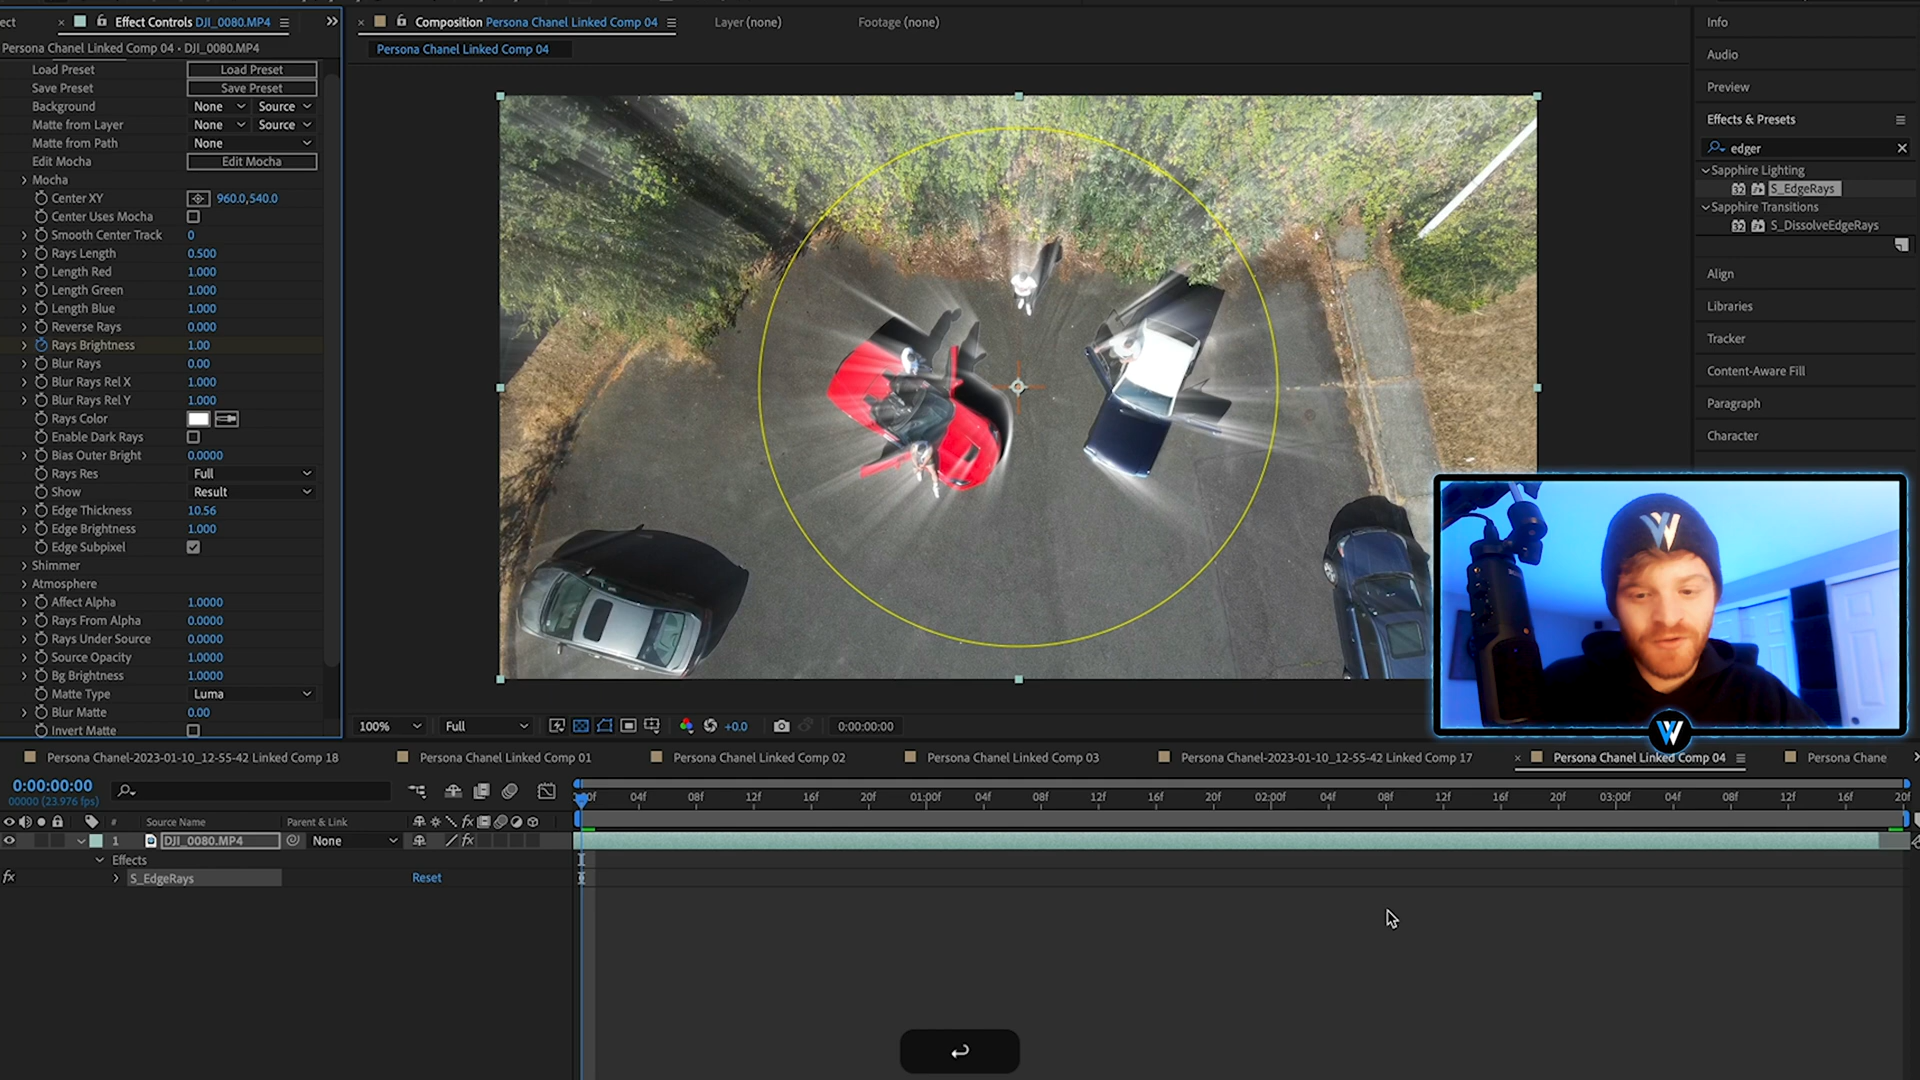 ect
Effect Controls DJI_0080.MP4
Persona Chanel Linked Comp 04 • DJI_0080.MP4
Load Preset Load Preset
Save Preset Save Preset
Background None Source
Matte from Layer None Source
Matte from Path None
Edit Mocha Edit Mocha
Mocha
Center XY 960.0,540.0
Center Uses Mocha
Smooth Center Track 0
Rays Length 0.500
Length Red 1.000
Length Green 1.000
Length Blue 1.000
Reverse Rays 0.000
Rays Brightness 1.00
Blur Rays 0.00
Blur Rays Rel X 1.000
Blur Rays Rel Y 1.000
Rays Color
Enable Dark Rays
Bias Outer Bright 0.0000
Rays Res Full
Show Result
Edge Thickness 10.56
Edge Brightness 1.000
Edge Subpixel
Shimmer
Atmosphere
Affect Alpha 1.0000
Rays From Alpha 0.0000
Rays Under Source 0.0000
Source Opacity 1.0000
Bg Brightness 1.0000
Matte Type Luma
Blur Matte 0.00
Invert Matte
Composition Persona Chanel Linked Comp 04
Layer (none)
Footage (none)
Persona Chanel Linked Comp 04
100% Full +0.0 0:00:00:00
Info
Audio
Preview
Effects & Presets
edger
Sapphire Lighting
32 S_EdgeRays
Sapphire Transitions
32 S_DissolveEdgeRays
Align
Libraries
Tracker
Content-Aware Fill
Paragraph
Character
W
W
Persona Chanel-2023-01-10_12-55-42 Linked Comp 18
Persona Chanel Linked Comp 01
Persona Chanel Linked Comp 02
Persona Chanel Linked Comp 03
Persona Chanel-2023-01-10_12-55-42 Linked Comp 17
Persona Chanel Linked Comp 04
Persona Chane
0:00:00:00
00000 (23.976 fps)
04f 08f 12f 16f 20f 01:00f 04f 08f 12f 16f 20f 02:00f 04f 08f 12f 16f 20f 03:00f 04f 08f 12f 16f 20f
# Source Name Parent & Link fx
1 DJI_0080.MP4 None fx
Effects
fx S_EdgeRays Reset